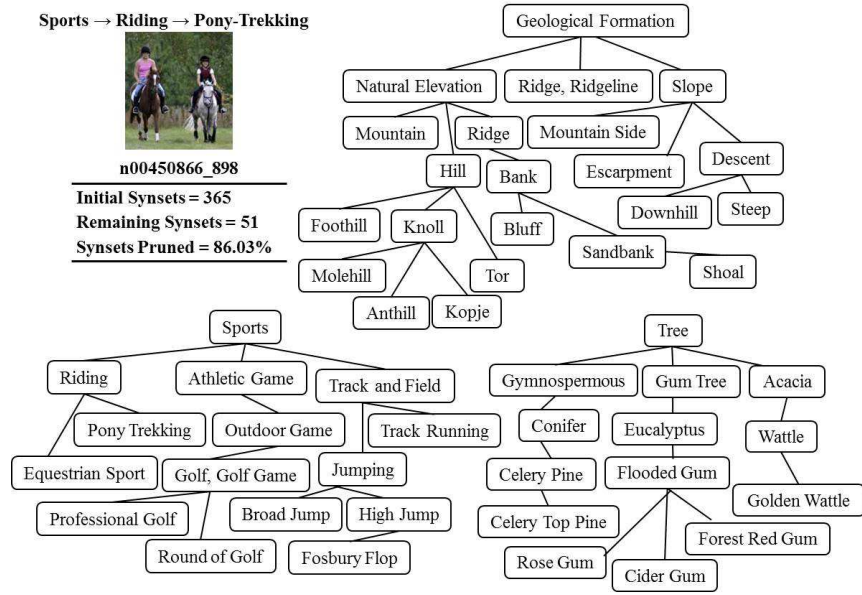 Sports → Riding → Pony-Trekking
n00450866_898
Initial Synsets = 365
Remaining Synsets = 51
Synsets Pruned = 86.03%
Geological Formation
Natural Elevation
Ridge, Ridgeline
Slope
Mountain
Ridge
Mountain Side
Hill
Bank
Escarpment
Descent
Foothill
Knoll
Bluff
Downhill
Steep
Sandbank
Molehill
Tor
Shoal
Anthill
Kopje
Sports
Riding
Athletic Game
Track and Field
Pony Trekking
Outdoor Game
Track Running
Equestrian Sport
Golf, Golf Game
Jumping
Professional Golf
Broad Jump
High Jump
Round of Golf
Fosbury Flop
Tree
Gymnospermous
Gum Tree
Acacia
Conifer
Eucalyptus
Wattle
Celery Pine
Flooded Gum
Golden Wattle
Celery Top Pine
Forest Red Gum
Rose Gum
Cider Gum